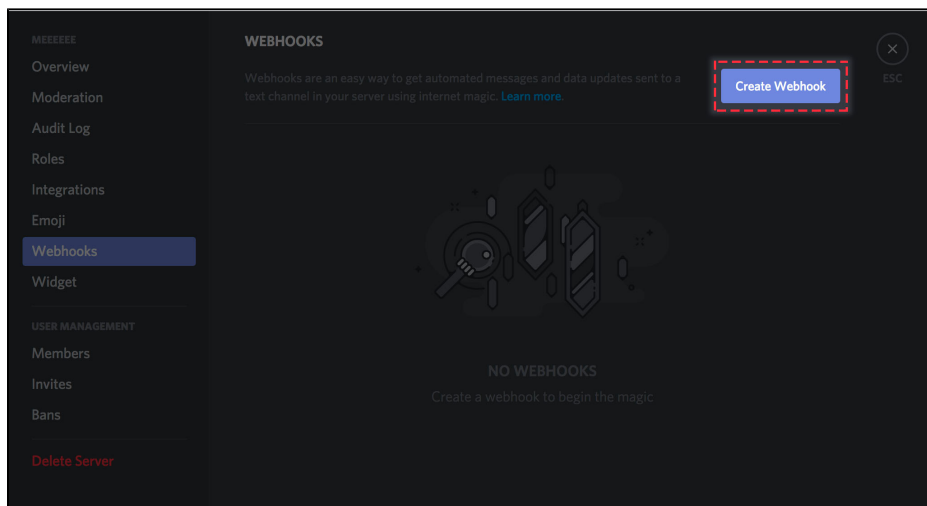 MEEEEEE
Overview
Moderation
Audit Log
Roles
Integrations
Emoji
Webhooks
Widget
USER MANAGEMENT
Members
Invites
Bans
Delete Server
WEBHOOKS
Webhooks are an easy way to get automated messages and data updates sent to a
text channel in your server using internet magic. Learn more.
Create Webhook
ESC
NO WEBHOOKS
Create a webhook to begin the magic